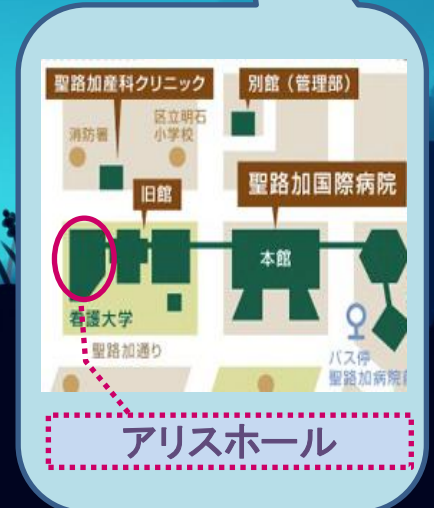 聖路加産科クリニック
別館（管理部）
消防署
区立明石
小学校
旧館
聖路加国際病院
本館
看護大学
聖路加通り
バス停
聖路加病院前
アリスホール